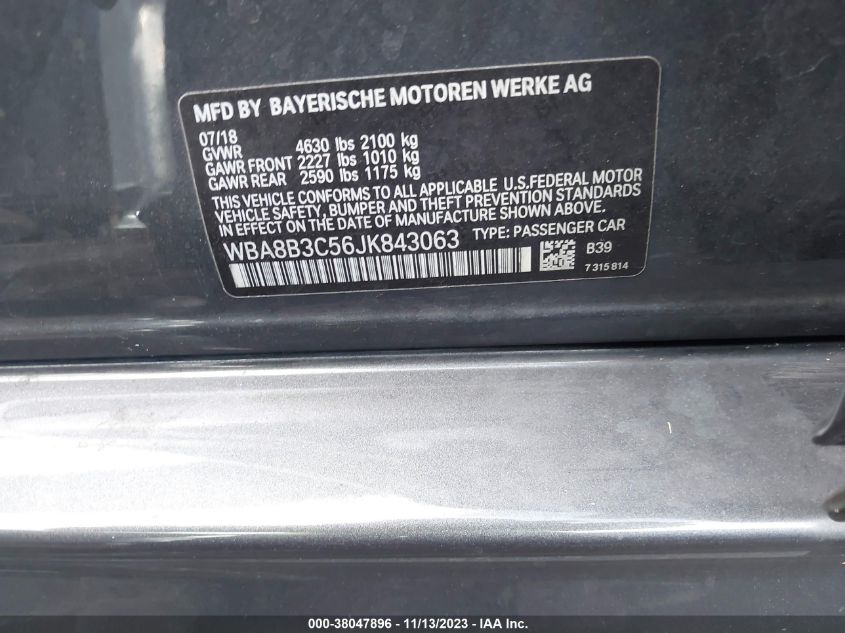 MFD BY BAYERISCHE MOTOREN WERKE AG
07/18
GVWR 4630 lbs 2100 kg
GAWR FRONT 2227 lbs 1010 kg
GAWR REAR 2590 lbs 1175 kg
THIS VEHICLE CONFORMS TO ALL APPLICABLE U.S.FEDERAL MOTOR
VEHICLE SAFETY, BUMPER AND THEFT PREVENTION STANDARDS
IN EFFECT ON THE DATE OF MANUFACTURE SHOWN ABOVE.
WBA8B3C56JK843063 TYPE: PASSENGER CAR
B39
7315814
000-38047896 - 11/13/2023 - IAA Inc.